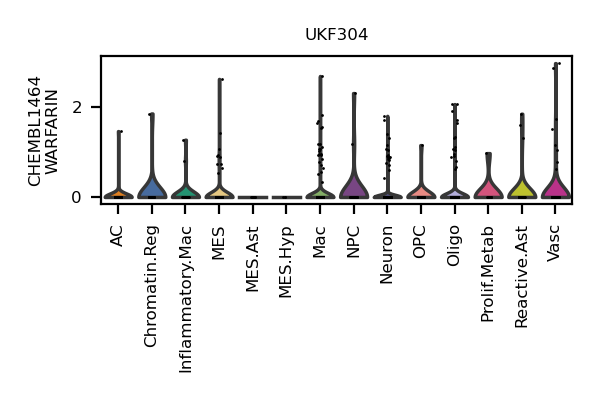 UKF304
CHEMBL1464
WARFARIN
2
0
AC
Chromatin.Reg
Inflammatory.Mac
MES
MES.Ast
MES.Hyp
Mac
NPC
Neuron
OPC
Oligo
Prolif.Metab
Reactive.Ast
Vasc